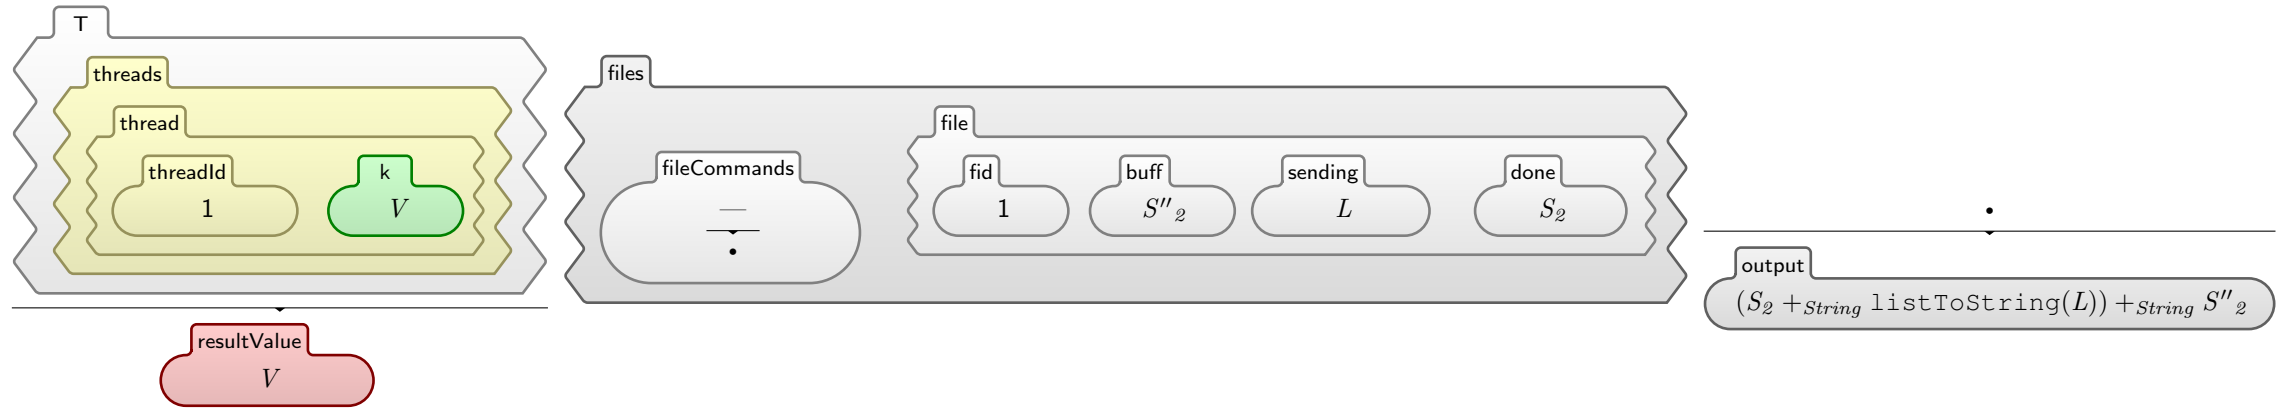 T
threads
thread
threadId
1
k
V
resultValue
V
files
fileCommands
—
•
file
fid
1
buff
S''₂
sending
L
done
S₂
•
output
(S₂ +String listToString(L)) +String S''₂